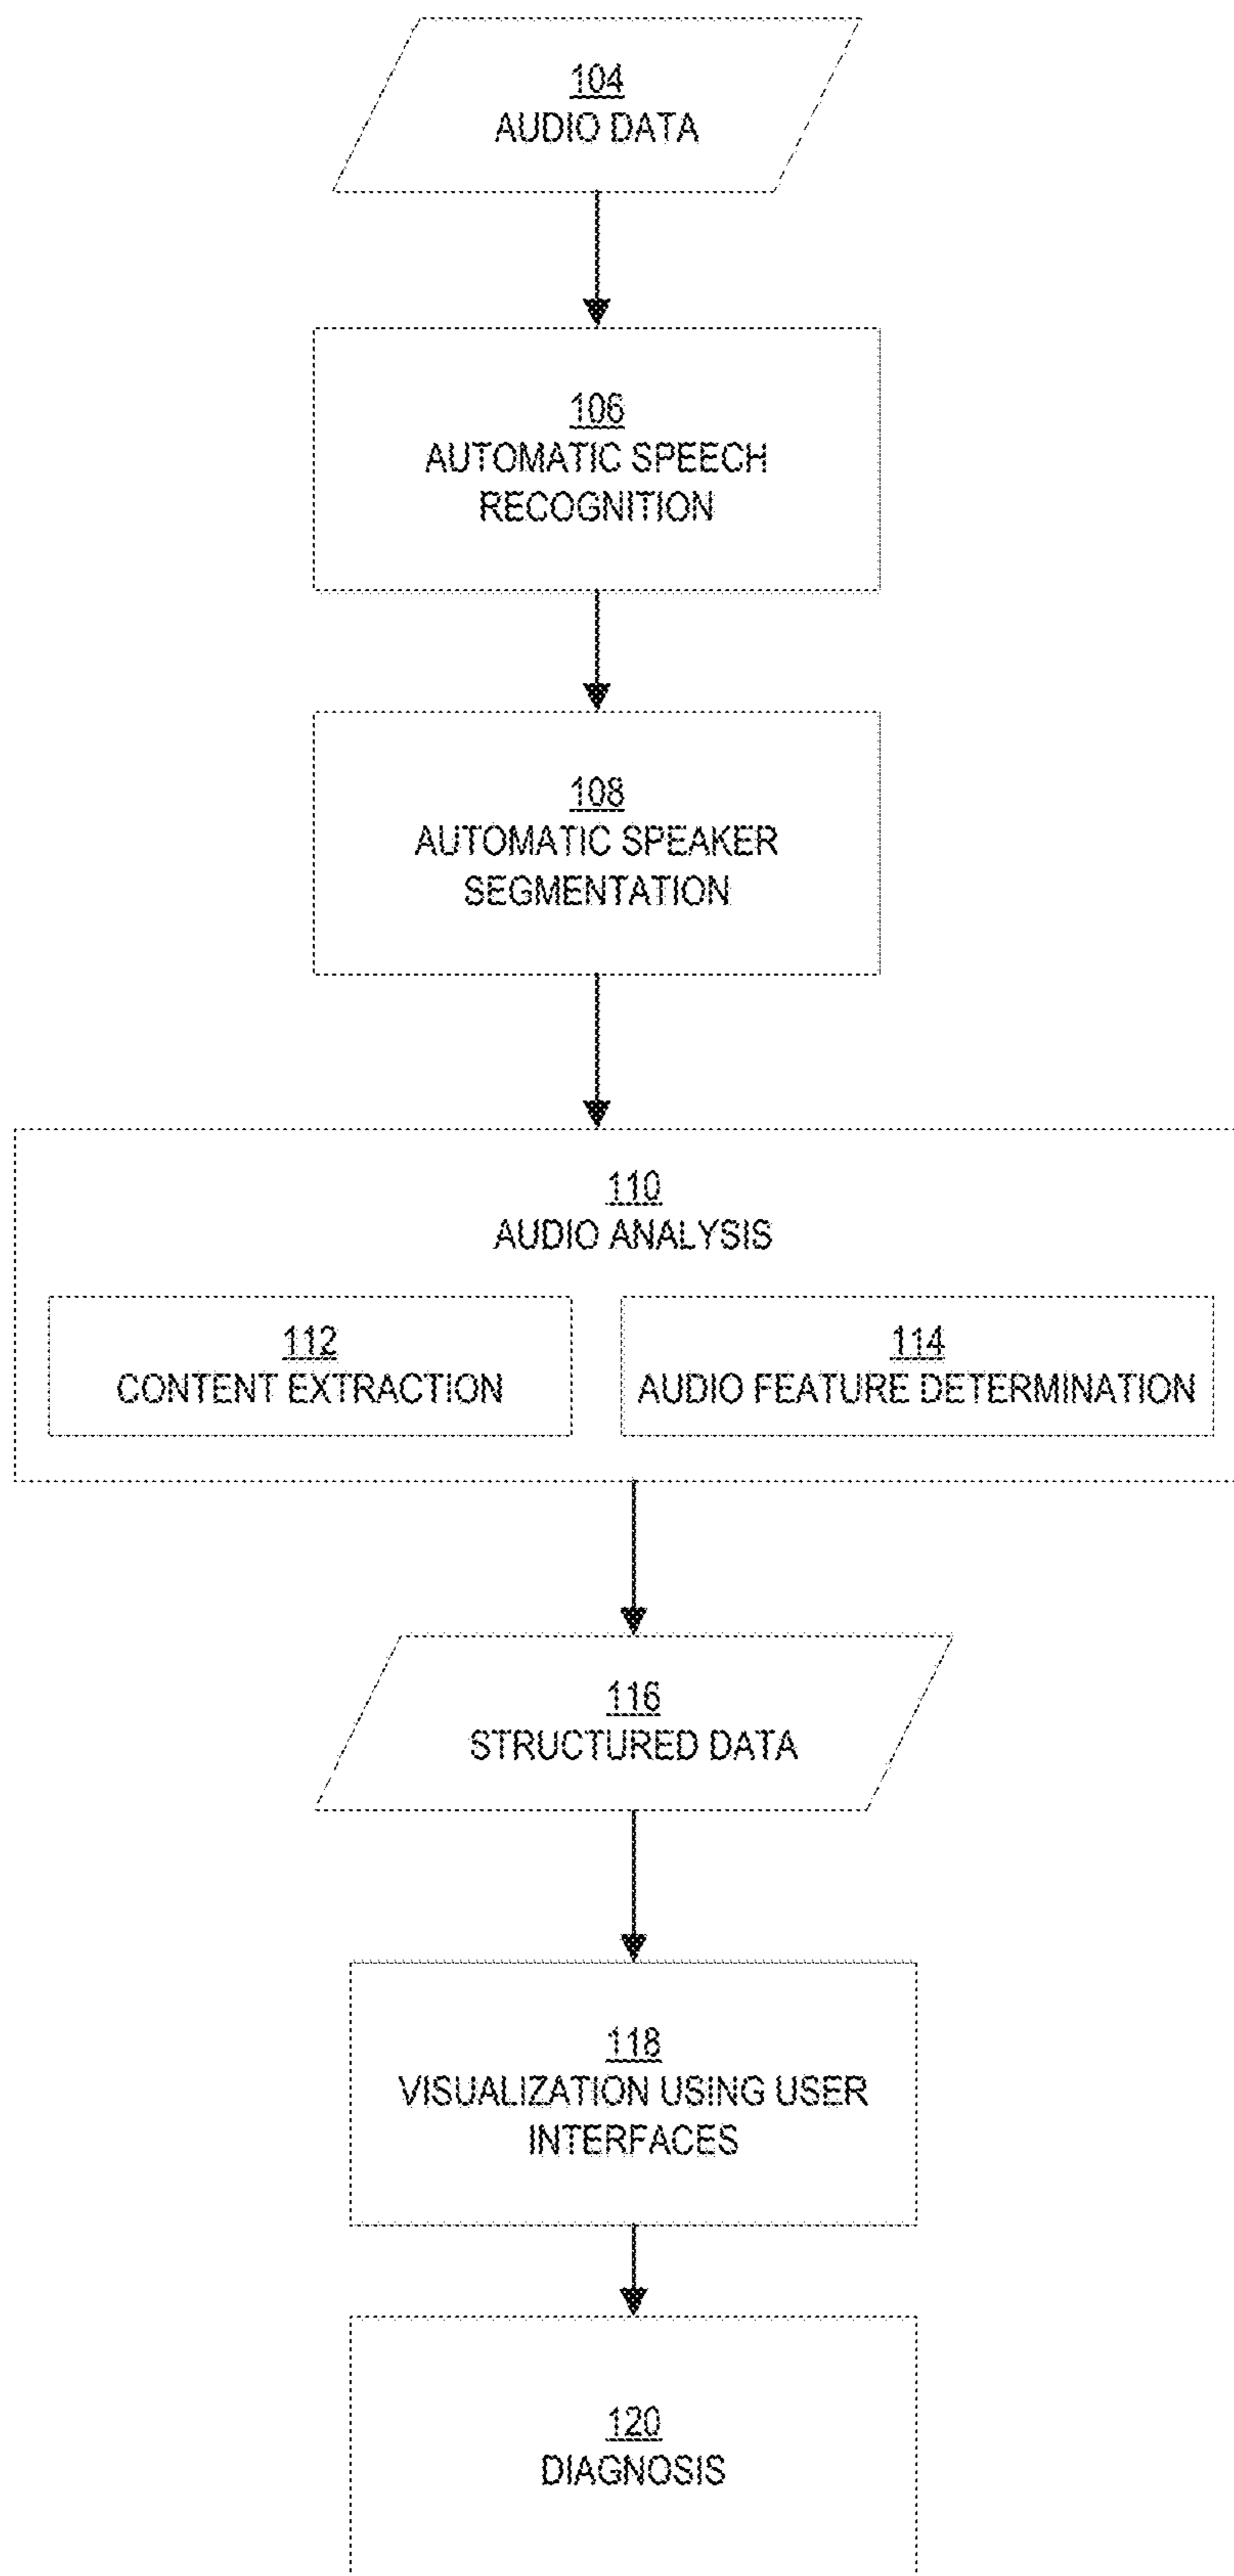 104
AUDIO DATA
106
AUTOMATIC SPEECH
RECOGNITION
108
AUTOMATIC SPEAKER
SEGMENTATION
110
AUDIO ANALYSIS
112
CONTENT EXTRACTION
114
AUDIO FEATURE DETERMINATION
116
STRUCTURED DATA
118
VISUALIZATION USING USER
INTERFACES
120
DIAGNOSIS